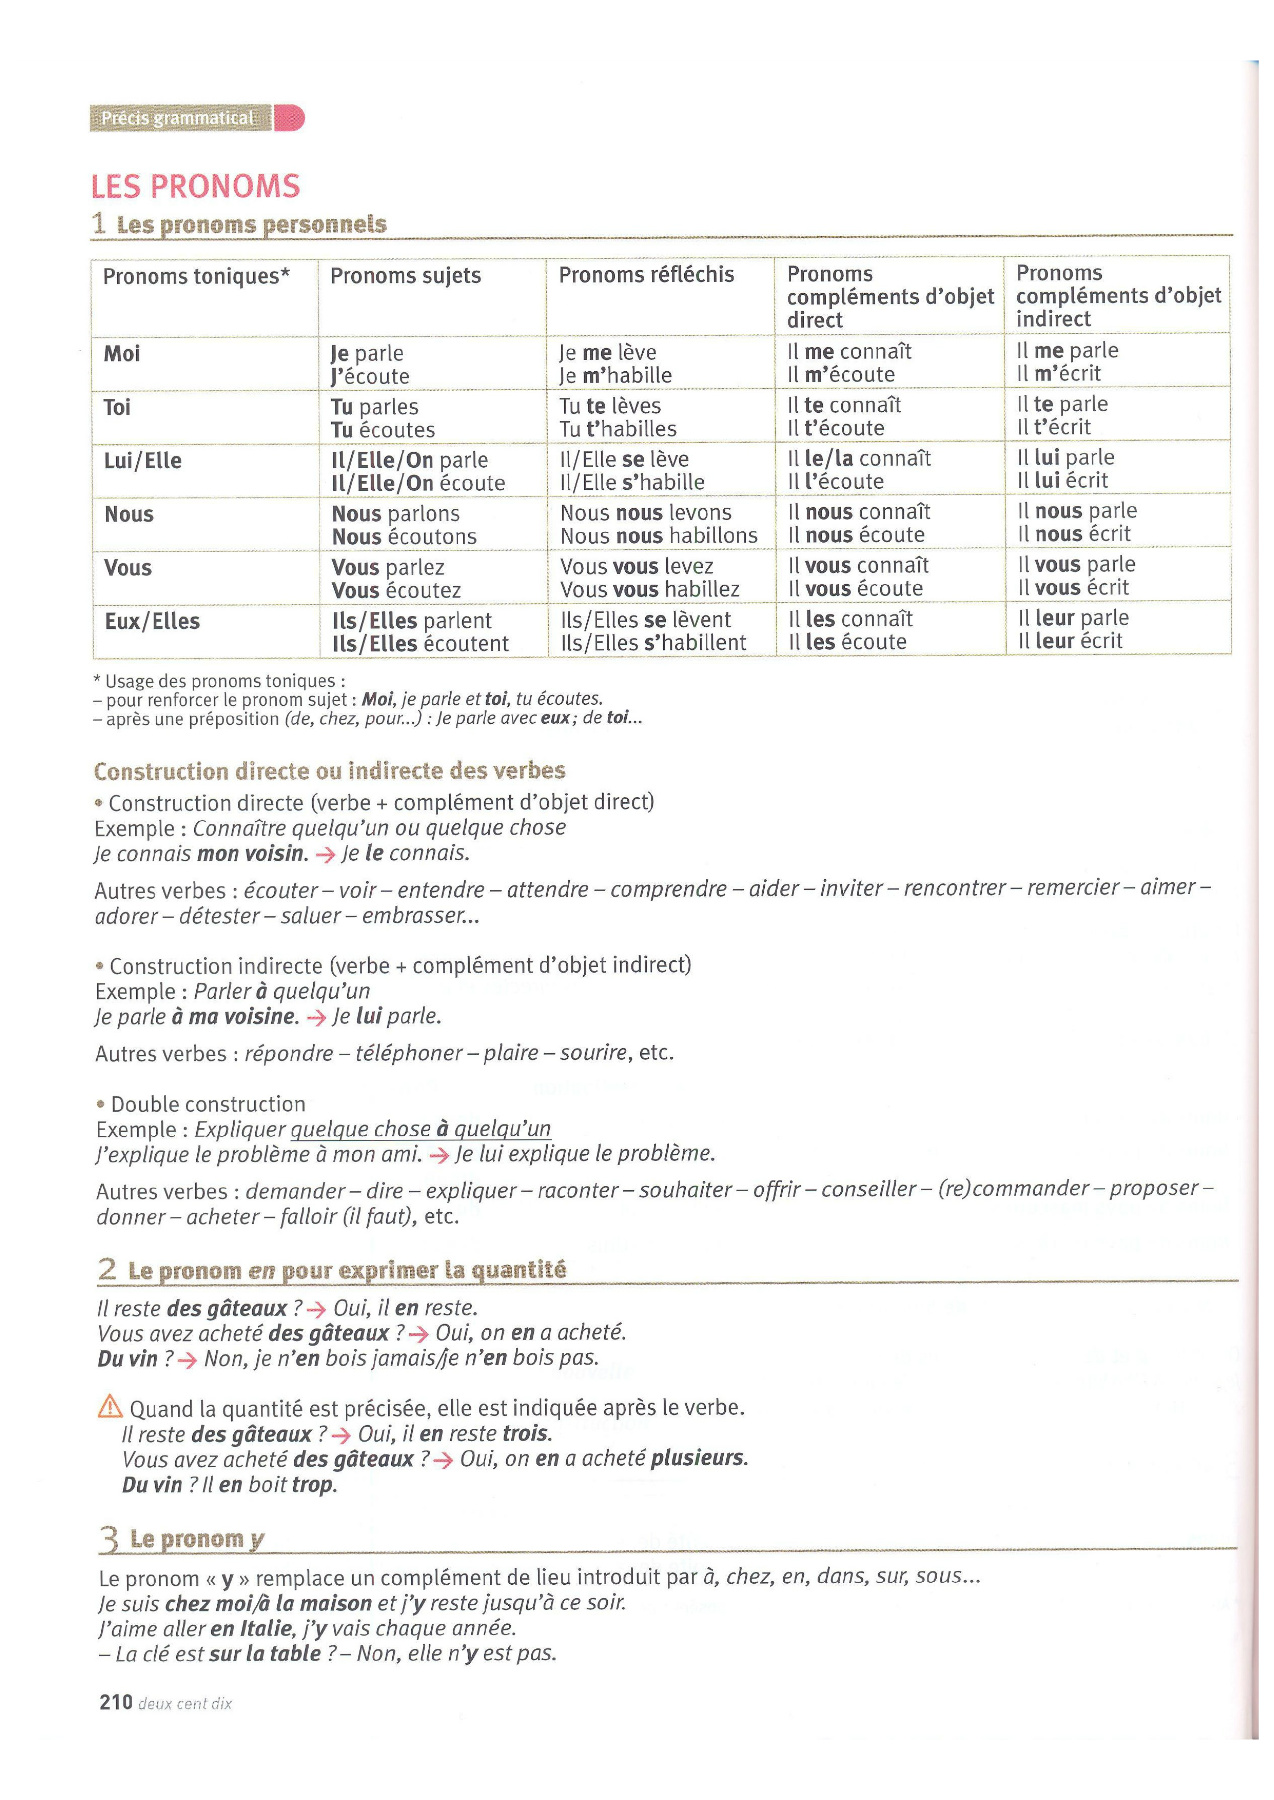 Précis grammatical
LES PRONOMS
1 Les pronoms personnels
Pronoms toniques* Pronoms sujets Pronoms réfléchis Pronoms compléments d'objet direct Pronoms compléments d'objet indirect
Moi Je parle Je me lève Il me connaît Il me parle
J'écoute Je m'habille Il m'écoute Il m'écrit
Toi Tu parles Tu te lèves Il te connaît Il te parle
Tu écoutes Tu t'habilles Il t'écoute Il t'écrit
Lui/Elle Il/Elle/On parle Il/Elle se lève Il le/la connaît Il lui parle
Il/Elle/On écoute Il/Elle s'habille Il l'écoute Il lui écrit
Nous Nous parlons Nous nous levons Il nous connaît Il nous parle
Nous écoutons Nous nous habillons Il nous écoute Il nous écrit
Vous Vous parlez Vous vous levez Il vous connaît Il vous parle
Vous écoutez Vous vous habillez Il vous écoute Il vous écrit
Eux/Elles Ils/Elles parlent Ils/Elles se lèvent Il les connaît Il leur parle
Ils/Elles écoutent Ils/Elles s'habillent Il les écoute Il leur écrit
* Usage des pronoms toniques :
– pour renforcer le pronom sujet : Moi, je parle et toi, tu écoutes.
– après une préposition (de, chez, pour...) : Je parle avec eux; de toi...
Construction directe ou indirecte des verbes
• Construction directe (verbe + complément d'objet direct)
Exemple : Connaître quelqu'un ou quelque chose
Je connais mon voisin. → Je le connais.
Autres verbes : écouter – voir – entendre – attendre – comprendre – aider – inviter – rencontrer – remercier – aimer –
adorer – détester – saluer – embrasser...
• Construction indirecte (verbe + complément d'objet indirect)
Exemple : Parler à quelqu'un
Je parle à ma voisine. → Je lui parle.
Autres verbes : répondre – téléphoner – plaire – sourire, etc.
• Double construction
Exemple : Expliquer quelque chose à quelqu'un
J'explique le problème à mon ami. → Je lui explique le problème.
Autres verbes : demander – dire – expliquer – raconter – souhaiter – offrir – conseiller – (re)commander – proposer –
donner – acheter – falloir (il faut), etc.
2 Le pronom en pour exprimer la quantité
Il reste des gâteaux ? → Oui, il en reste.
Vous avez acheté des gâteaux ? → Oui, on en a acheté.
Du vin ? → Non, je n'en bois jamais/je n'en bois pas.
⚠ Quand la quantité est précisée, elle est indiquée après le verbe.
Il reste des gâteaux ? → Oui, il en reste trois.
Vous avez acheté des gâteaux ? → Oui, on en a acheté plusieurs.
Du vin ? Il en boit trop.
3 Le pronom y
Le pronom « y » remplace un complément de lieu introduit par à, chez, en, dans, sur, sous...
Je suis chez moi/à la maison et j'y reste jusqu'à ce soir.
J'aime aller en Italie, j'y vais chaque année.
– La clé est sur la table ? – Non, elle n'y est pas.
210 deux cent dix